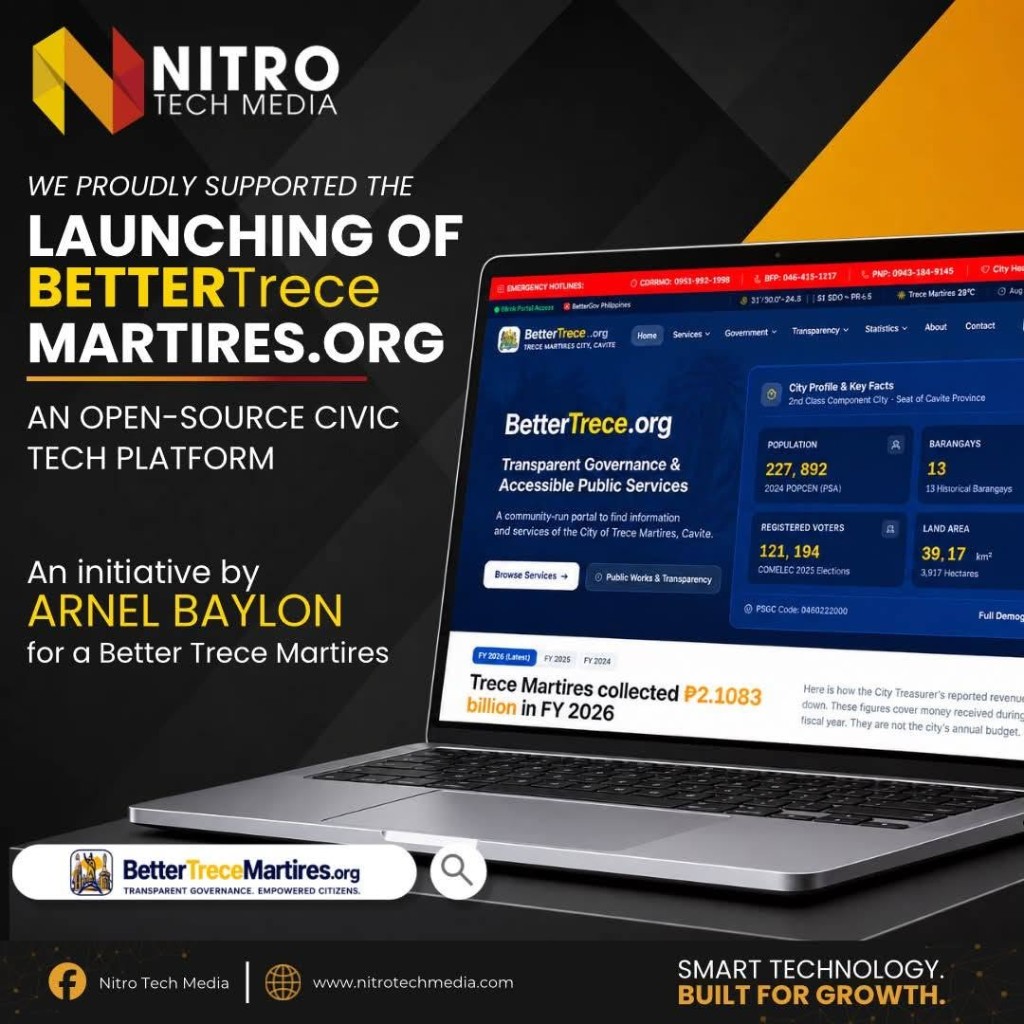 NITRO
TECH MEDIA
WE PROUDLY SUPPORTED THE
LAUNCHING OF
BETTERTrece
MARTIRES.ORG
AN OPEN-SOURCE CIVIC
TECH PLATFORM
An initiative by
ARNEL BAYLON
for a Better Trece Martires
EMERGENCY HOTLINES:
CDRRMO: 0951-992-1998
BFP: 046-415-1217
PNP: 0943-184-9145
City
BetterGov Philippines
Trece Martires 29°C
Aug
BetterTrece.org
TRECE MARTIRES CITY, CAVITE
Home
Services
Government
Transparency
Statistics
About
Contact
BetterTrece.org
Transparent Governance &
Accessible Public Services
A community-run portal to find information
and services of the City of Trece Martires, Cavite.
Browse Services →
Public Works & Transparency
City Profile & Key Facts
2nd Class Component City - Seat of Cavite Province
POPULATION
227, 892
2024 POPCEN (PSA)
BARANGAYS
13
13 Historical Barangays
REGISTERED VOTERS
121, 194
COMELEC 2025 Elections
LAND AREA
39,17 km²
3,917 Hectares
PSGC Code: 0460222000
Full Demog
FY 2026 (Latest)
FY 2025
FY 2024
Trece Martires collected ₱2.1083
billion in FY 2026
Here is how the City Treasurer's reported revenue
down. These figures cover money received during
fiscal year. They are not the city's annual budget.
BetterTreceMartires.org
TRANSPARENT GOVERNANCE. EMPOWERED CITIZENS.
Nitro Tech Media
www.nitrotechmedia.com
SMART TECHNOLOGY.
BUILT FOR GROWTH.